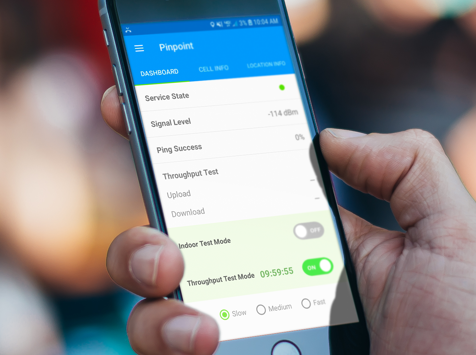 10:54 AM
Pinpoint
DASHBOARD CELL INFO LOCATION INFO
Service State
Signal Level -114 dBm
Ping Success 0%
Throughput Test
Upload --
Download --
Indoor Test Mode OFF
Throughput Test Mode 09:59:55 ON
Slow Medium Fast